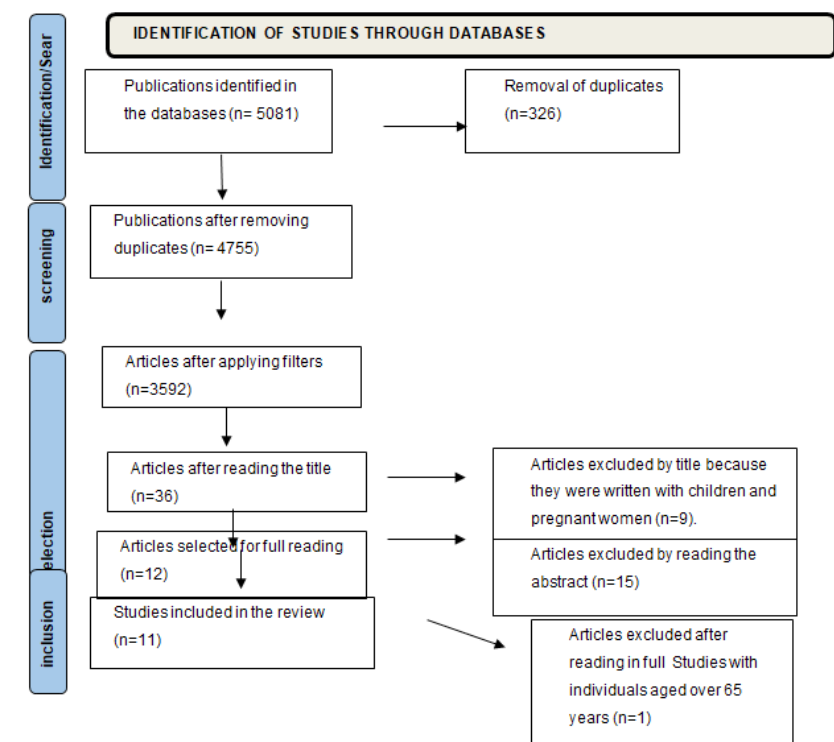 IDENTIFICATION OF STUDIES THROUGH DATABASES
Identification/Sear
Publications identified in
the databases (n= 5081)
Removal of duplicates
(n=326)
screening
Publications after removing
duplicates (n= 4755)
Articles after applying filters
(n=3592)
election
Articles after reading the title
(n=36)
Articles excluded by title because
they were written with children and
pregnant women (n=9).
Articles selected for full reading
(n=12)
Articles excluded by reading the
abstract (n=15)
inclusion
Studies included in the review
(n=11)
Articles excluded after
reading in full Studies with
individuals aged over 65
years (n=1)